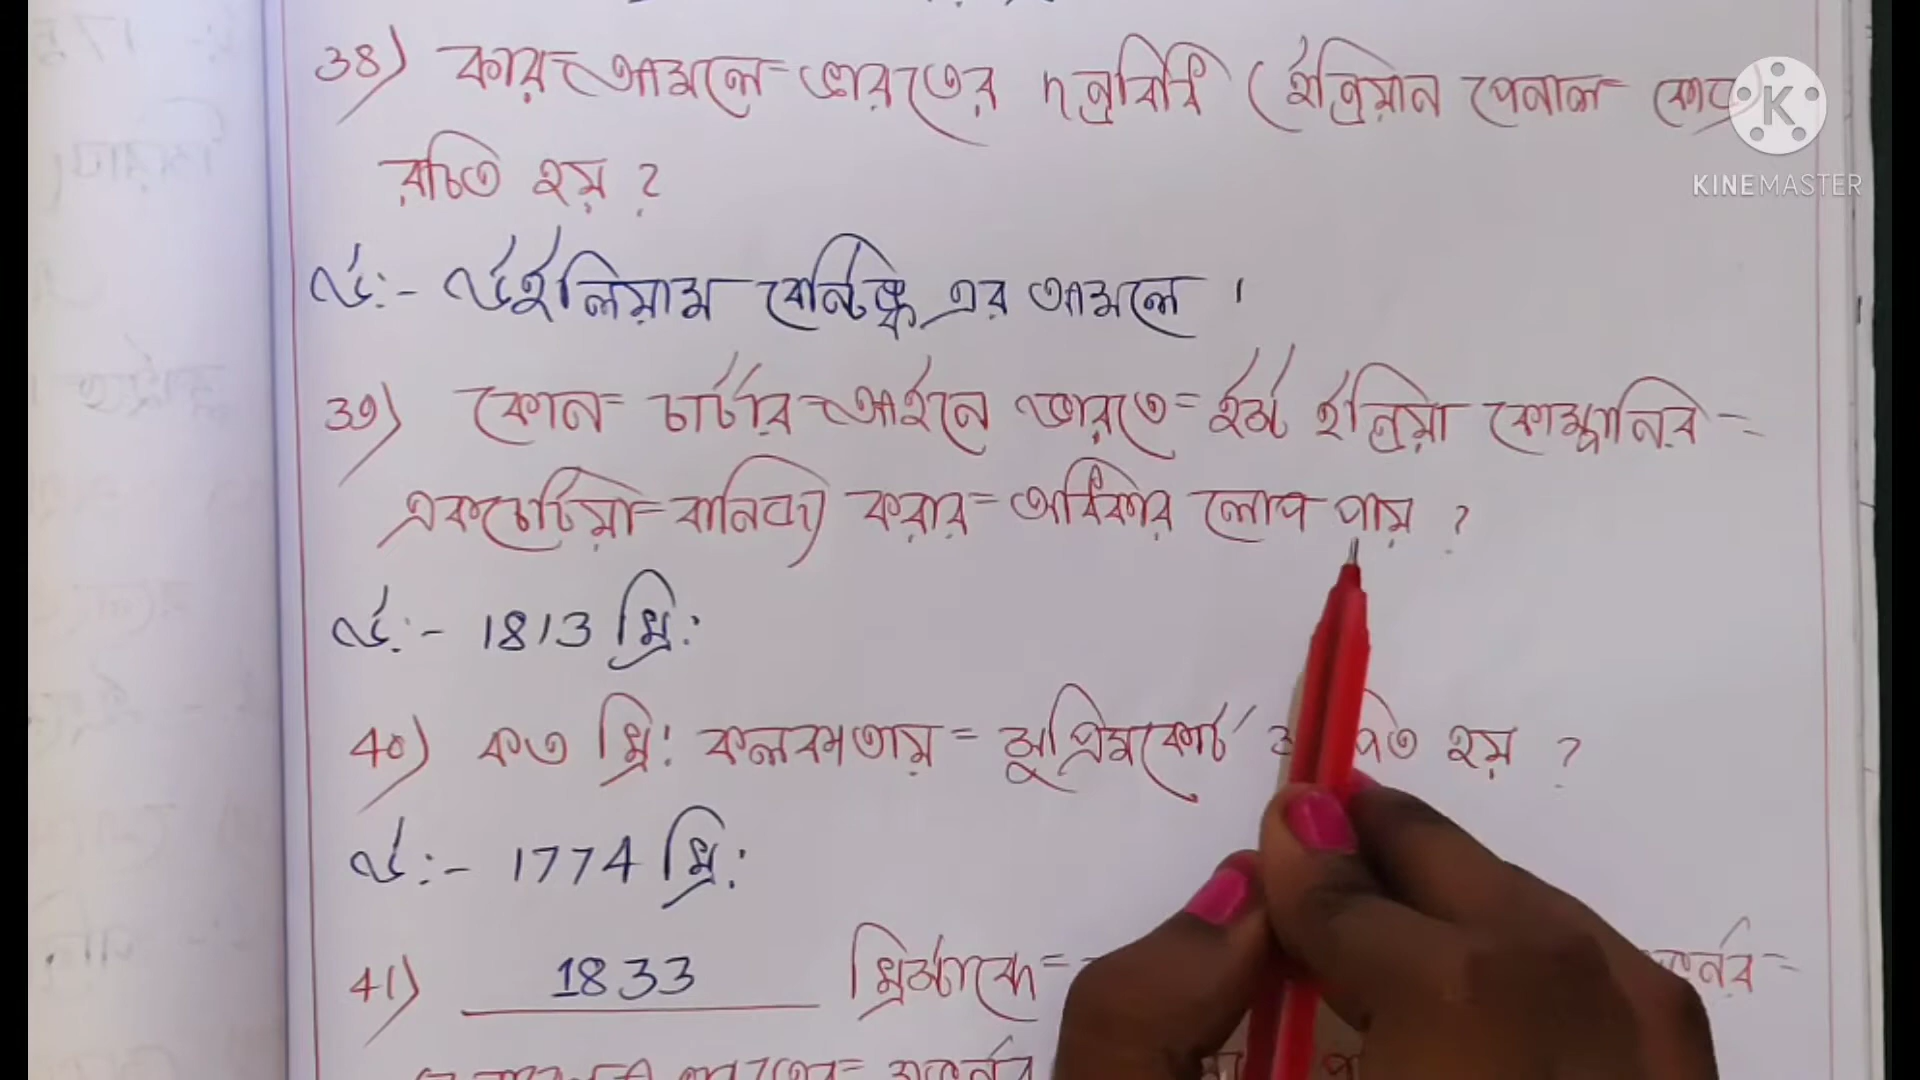 38) কার আমলে ভারতের দণ্ডবিধি (ইন্ডিয়ান পেনাল কোড)
রচিত হয় ?
উ:- উইলিয়াম বেন্টিঙ্ক এর আমলে ।
39) কোন চার্টার আইনে ভারতে ইস্ট ইন্ডিয়া কোম্পানির
একচেটিয়া বানিজ্য করার অধিকার লোপ পায় ?
উ:- 1813 খ্রি:
40) কত খ্রি: কলকাতায় সুপ্রিমকোর্ট স্থাপিত হয় ?
উ:- 1774 খ্রি:
41) 1833 খ্রিস্টাব্দে
KINEMASTER